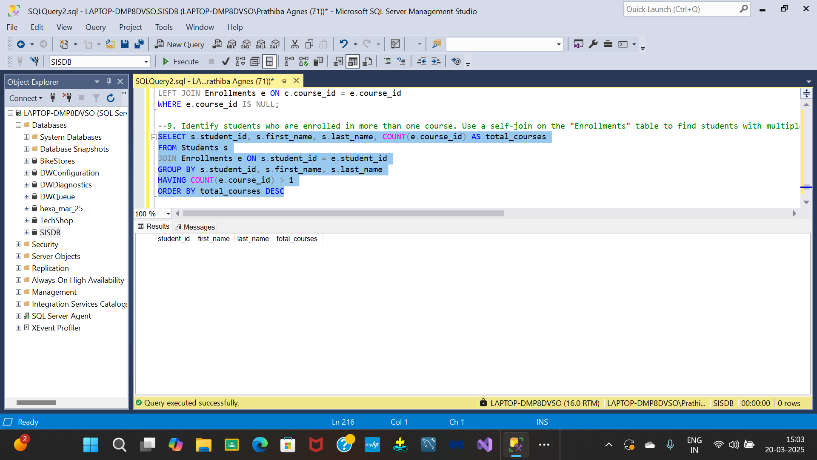 SQLQuery2.sql - LAPTOP-DMP8DVSO.SISDB (LAPTOP-DMP8DVSO\Prathiba Agnes (71))* - Microsoft SQL Server Management Studio
Quick Launch (Ctrl+Q)
File Edit View Query Project Tools Window Help
New Query
SISDB Execute
Object Explorer
SQLQuery2.sql - LA...rathiba Agnes (71))*
Connect
LAPTOP-DMP8DVSO (SQL Ser
Databases
System Databases
Database Snapshots
BikeStores
DWConfiguration
DWDiagnostics
DWQueue
hexa_mar_25
TechShop
SISDB
Security
Server Objects
Replication
Always On High Availability
Management
Integration Services Catalogs
SQL Server Agent
XEvent Profiler
LEFT JOIN Enrollments e ON c.course_id = e.course_id
WHERE e.course_id IS NULL;
--9. Identify students who are enrolled in more than one course. Use a self-join on the "Enrollments" table to find students with multipl
SELECT s.student_id, s.first_name, s.last_name, COUNT(e.course_id) AS total_courses
FROM Students s
JOIN Enrollments e ON s.student_id = e.student_id
GROUP BY s.student_id, s.first_name, s.last_name
HAVING COUNT(e.course_id) > 1
ORDER BY total_courses DESC
100 %
Results Messages
student_id first_name last_name total_courses
Query executed successfully. LAPTOP-DMP8DVSO (16.0 RTM) LAPTOP-DMP8DVSO\Prathi... SISDB 00:00:00 0 rows
Ready Ln 216 Col 1 Ch 1 INS
2
ENG
IN
15:03
20-03-2025